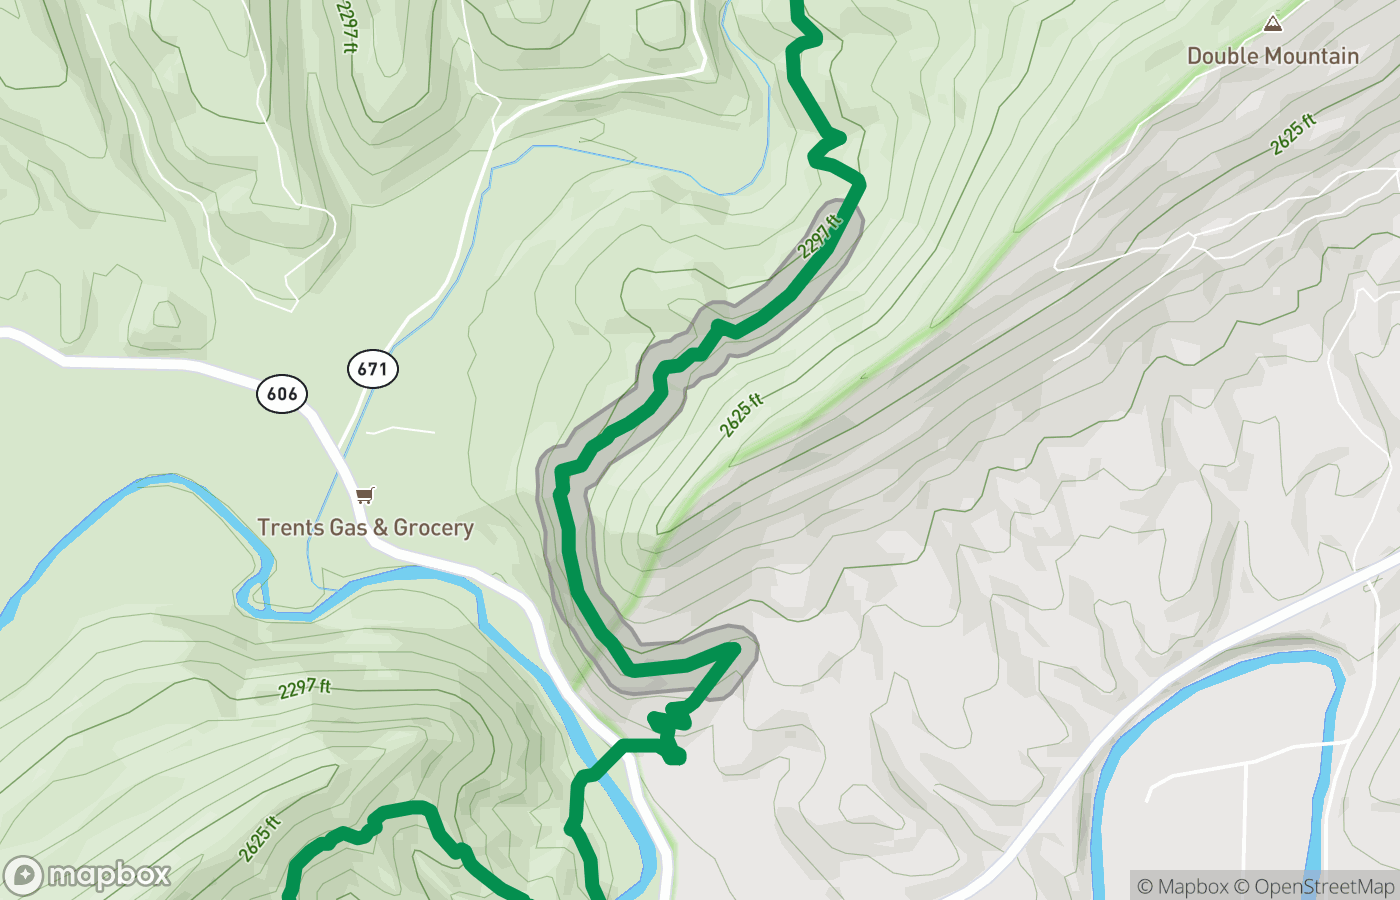 2297 ft
Double Mountain
2625 ft
2297 ft
671
606
2625 ft
Trents Gas & Grocery
2297 ft
2625 ft
mapbox
© Mapbox © OpenStreetMap